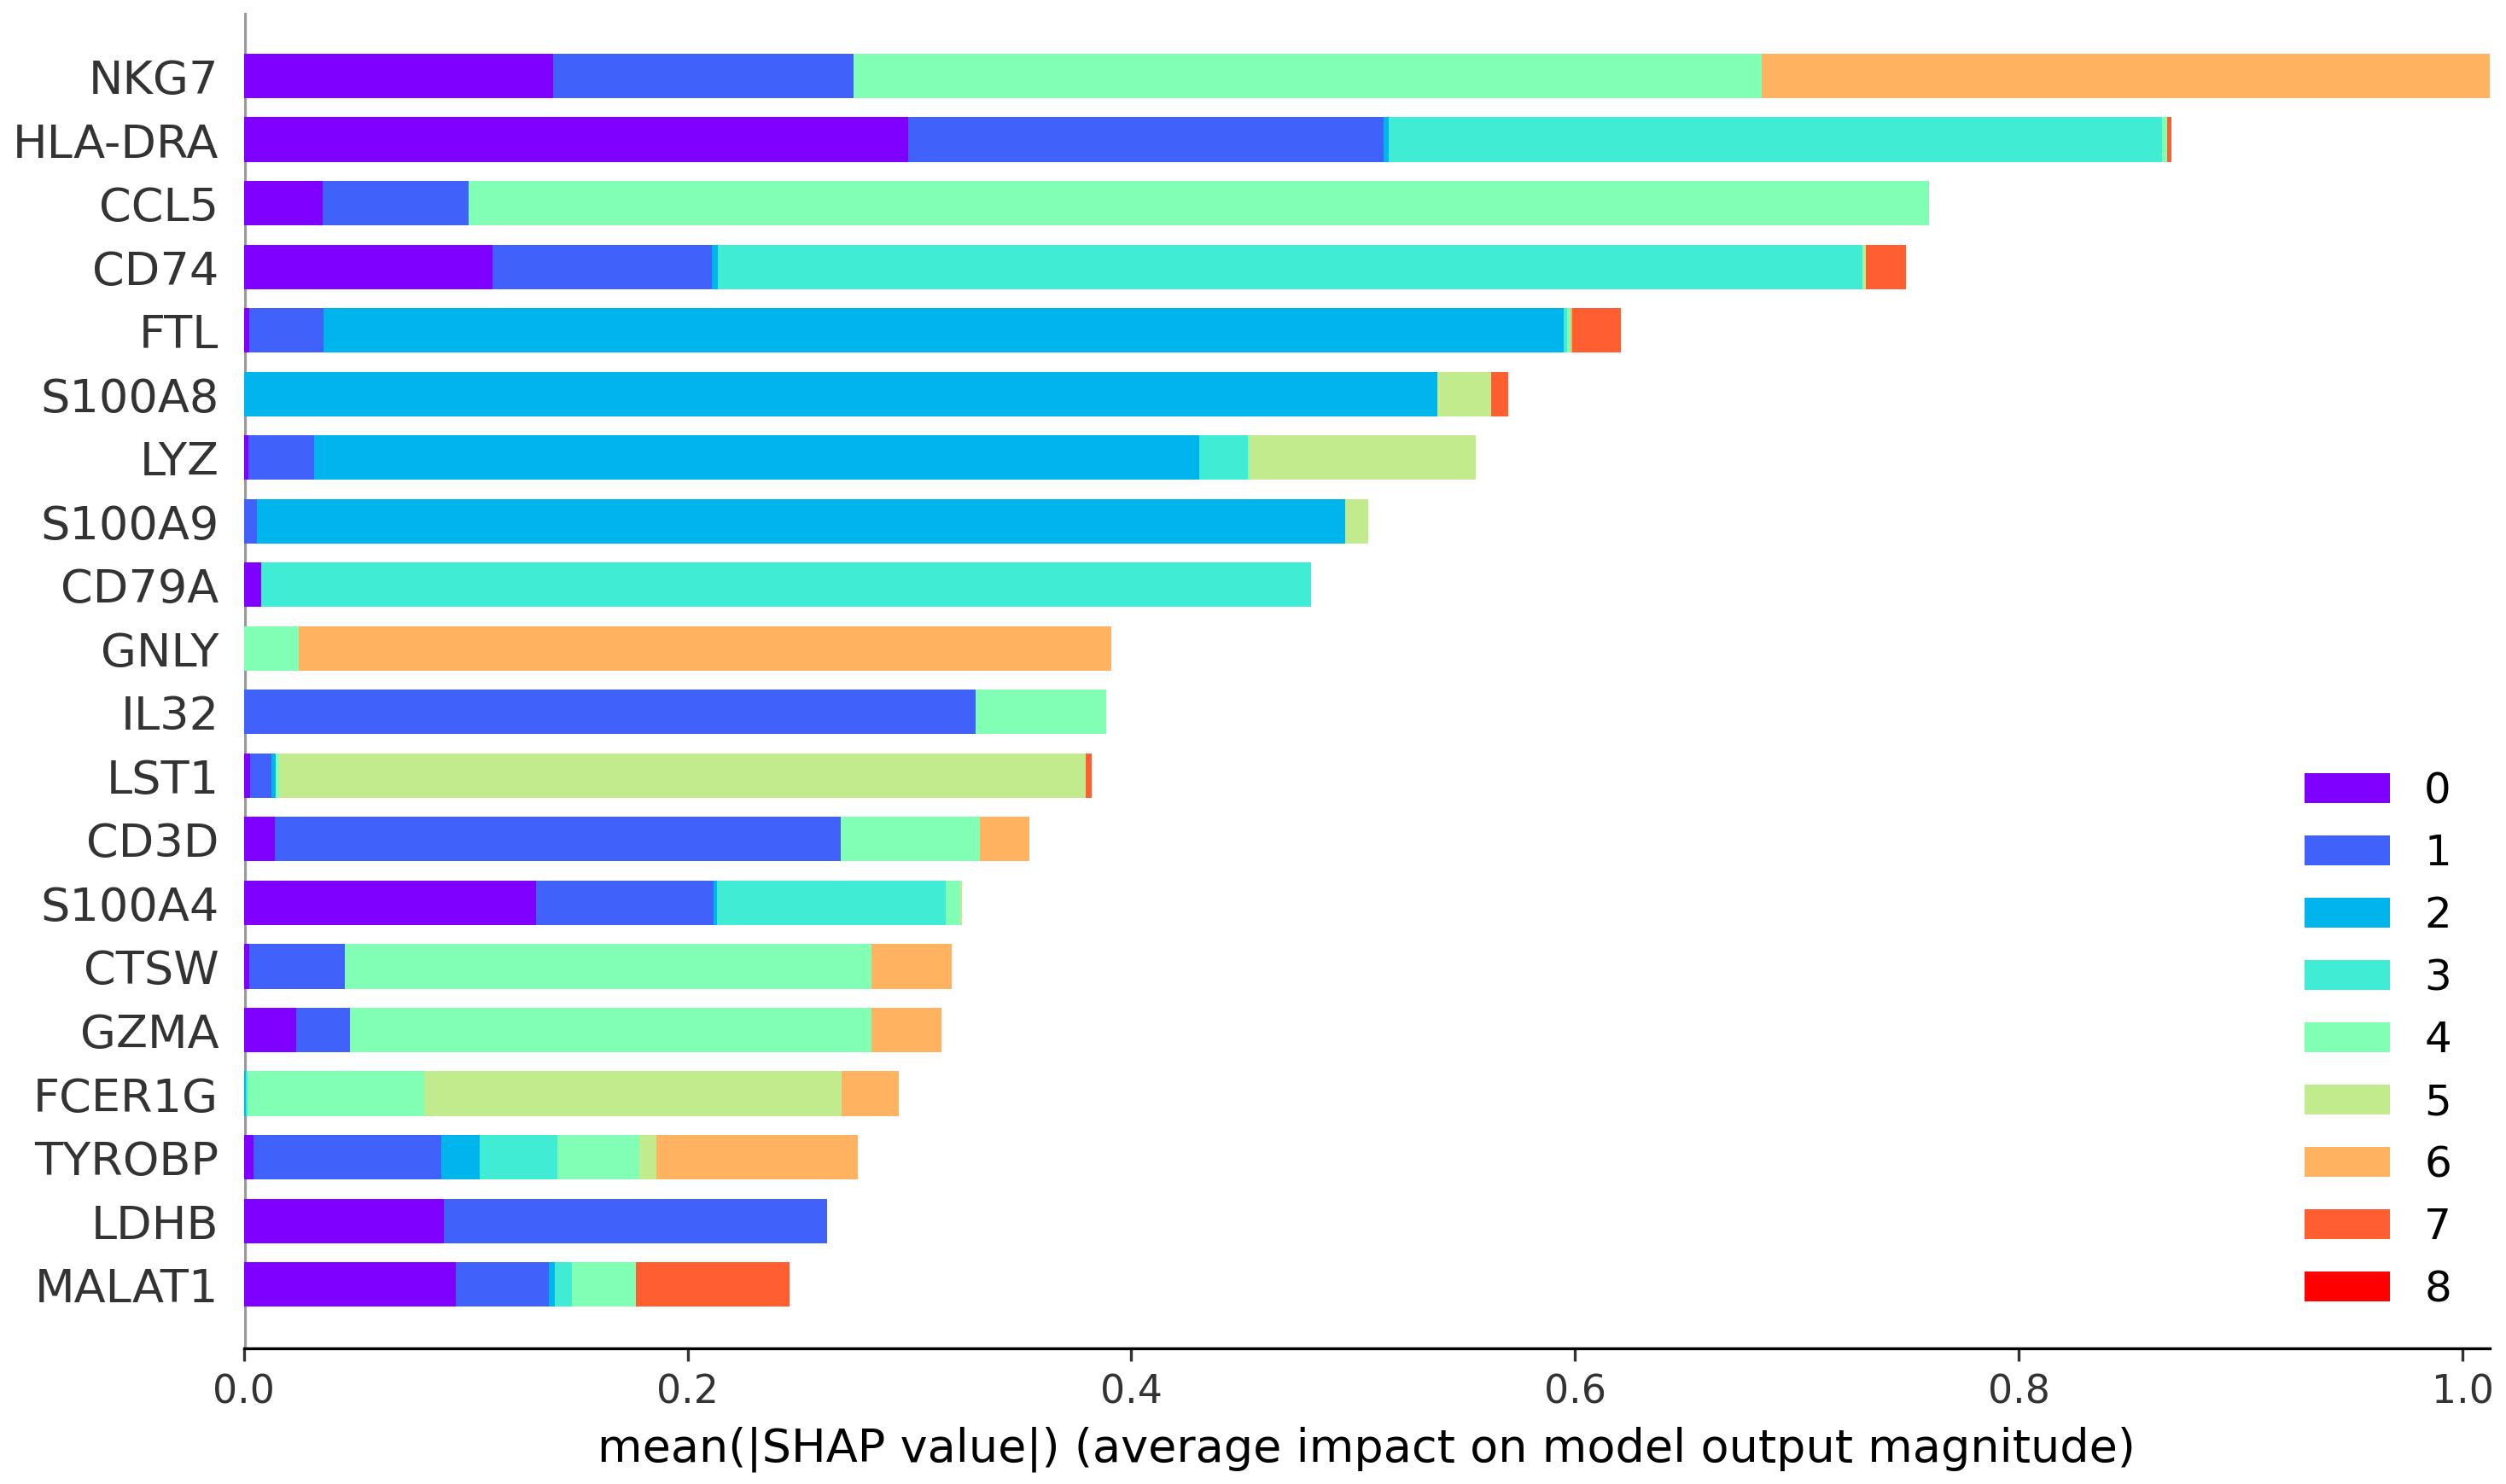 NKG7
HLA-DRA
CCL5
CD74
FTL
S100A8
LYZ
S100A9
CD79A
GNLY
IL32
LST1
CD3D
S100A4
CTSW
GZMA
FCER1G
TYROBP
LDHB
MALAT1
0
1
2
3
4
5
6
7
8
0.0 0.2 0.4 0.6 0.8 1.0
mean(|SHAP value|) (average impact on model output magnitude)